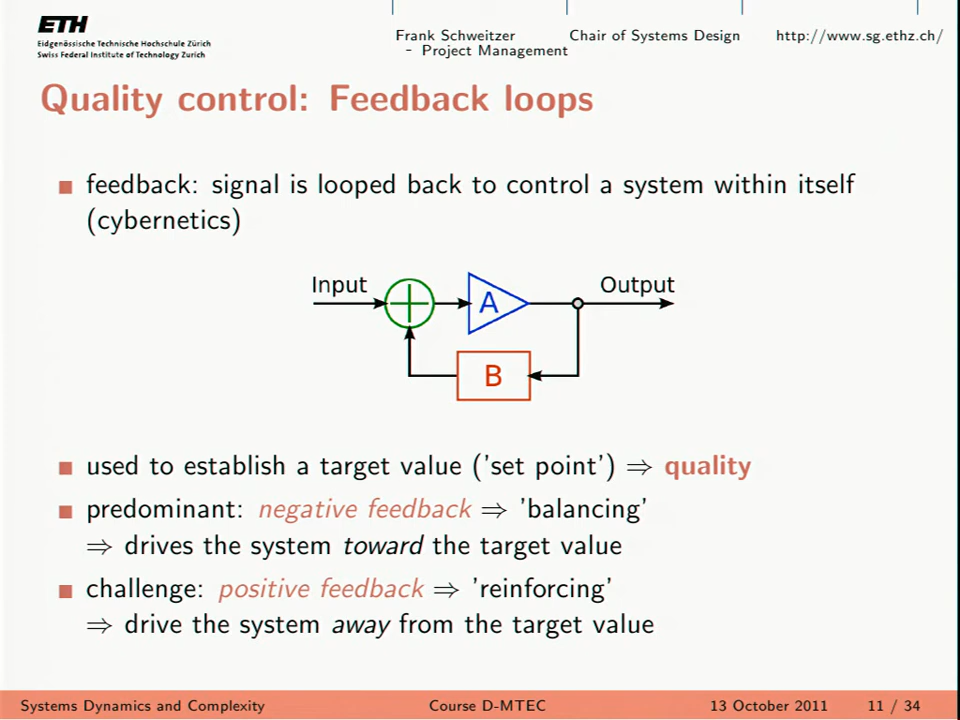 ETH
Eidgenössische Technische Hochschule Zürich
Swiss Federal Institute of Technology Zurich
Frank Schweitzer Chair of Systems Design http://www.sg.ethz.ch/
- Project Management
Quality control: Feedback loops
feedback: signal is looped back to control a system within itself
(cybernetics)
Input
A
Output
B
used to establish a target value ('set point') ⇒ quality
predominant: negative feedback ⇒ 'balancing'
⇒ drives the system toward the target value
challenge: positive feedback ⇒ 'reinforcing'
⇒ drive the system away from the target value
Systems Dynamics and Complexity Course D-MTEC 13 October 2011 11 / 34